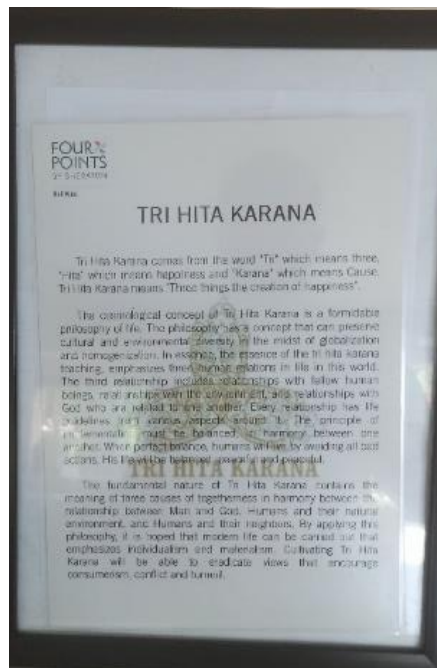 FOUR
POINTS
BY SHERATON
TRI HITA KARANA
Tri Hita Karana comes from the word "Tri" which means three,
"Hita" which means happiness and "Karana" which means Cause.
Tri Hita Karana means "Three things the creation of happiness".
The cosmological concept of Tri Hita Karana is a formidable
philosophy of life. The philosophy has a concept that can preserve
cultural and environmental diversity in the midst of globalization
and homogenization. In essence, the essence of the tri hita karana
teaching, emphasizes three human relations in life in this world.
The third relationship includes relationships with fellow human
beings, relationships with the environment, and relationships with
God who are related to one another. Every relationship has life
guidelines from various aspects around it. The principle of
must be balanced, in harmony between one
another. When perfect balance, humans will live by avoiding all bad
actions. His life will be balanced, peaceful and peaceful.
TRI HITA KARANA
The fundamental nature of Tri Hita Karana contains the
meaning of three causes of togetherness in harmony between the
relationship between Man and God, Humans and their natural
environment, and Humans and their neighbors. By applying this
philosophy, it is hoped that modern life can be carried out that
emphasizes individualism and materialism. Cultivating Tri Hita
Karana will be able to eradicate views that encourage
consumerism, conflict and turmoil.